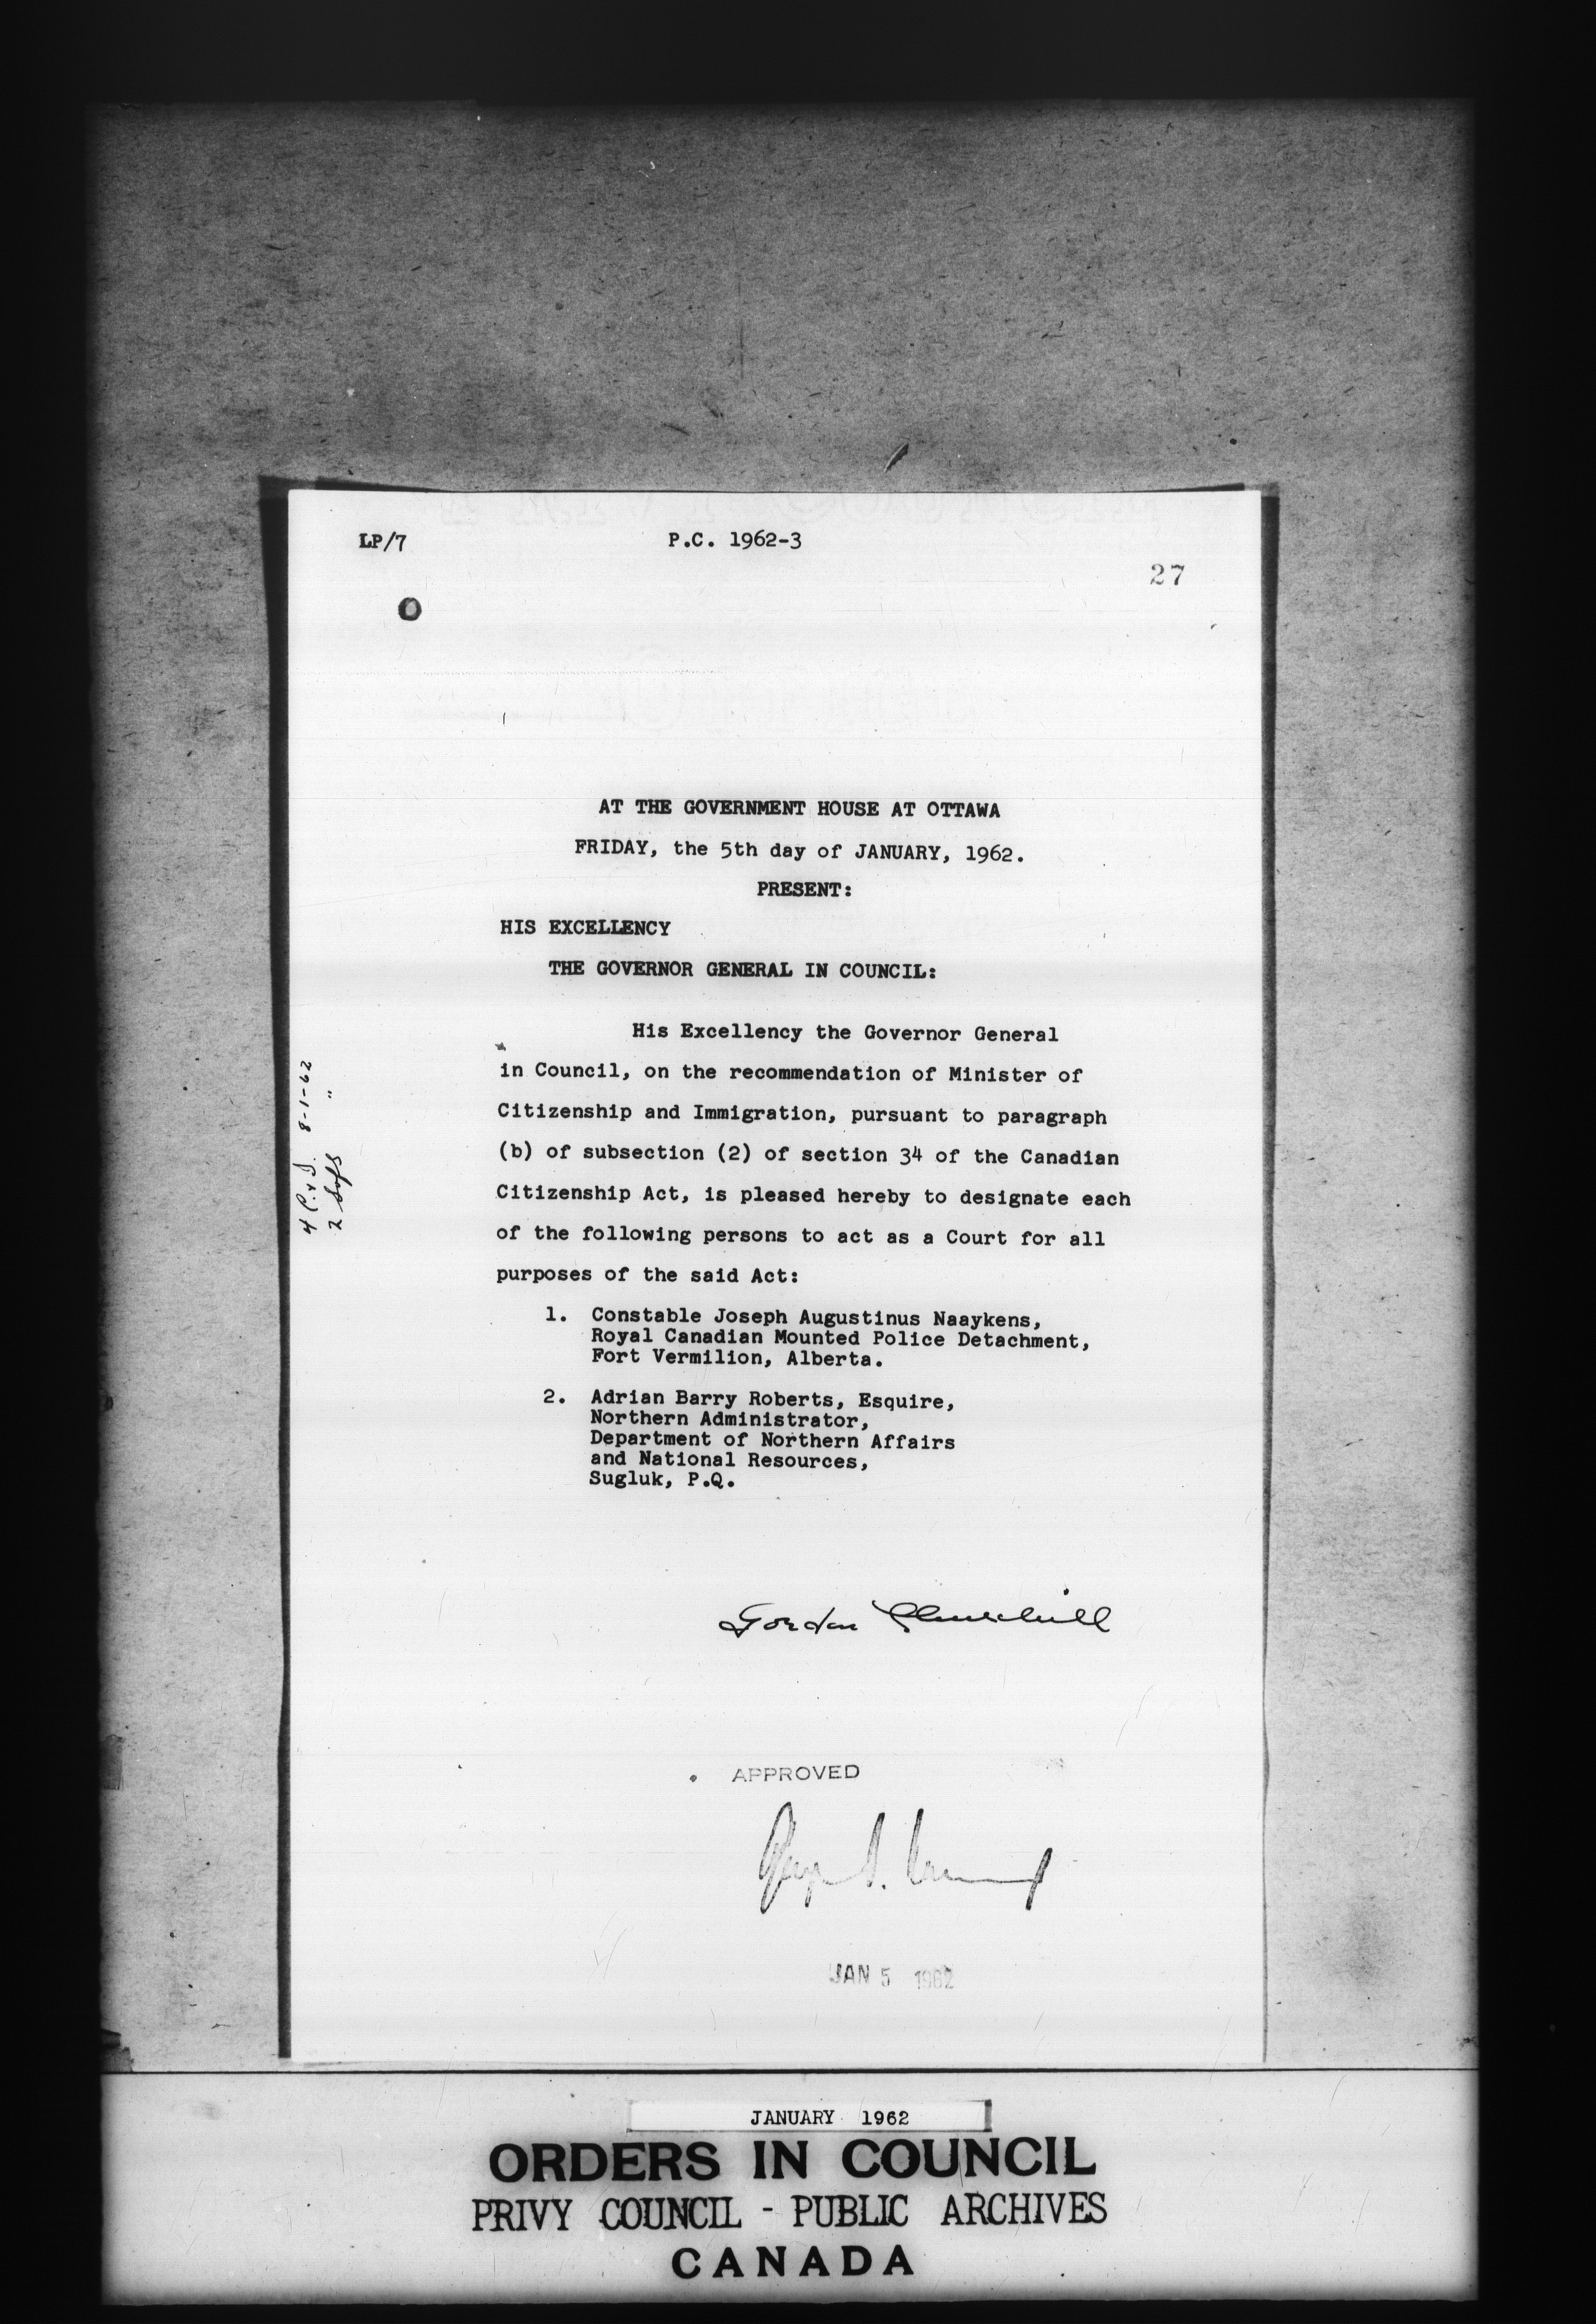 LP/7
P.C. 1962-3
27
AT THE GOVERNMENT HOUSE AT OTTAWA
FRIDAY, the 5th day of JANUARY, 1962.
PRESENT:
HIS EXCELLENCY
THE GOVERNOR GENERAL IN COUNCIL:
His Excellency the Governor General
in Council, on the recommendation of Minister of
Citizenship and Immigration, pursuant to paragraph
(b) of subsection (2) of section 34 of the Canadian
Citizenship Act, is pleased hereby to designate each
of the following persons to act as a Court for all
purposes of the said Act:
1. Constable Joseph Augustinus Naaykens,
Royal Canadian Mounted Police Detachment,
Fort Vermilion, Alberta.
2. Adrian Barry Roberts, Esquire,
Northern Administrator,
Department of Northern Affairs
and National Resources,
Sugluk, P.Q.
4 C. & I. 8-1-62
2 "
Gordon Churchill
APPROVED
JAN 5 1962
JANUARY 1962
ORDERS IN COUNCIL
PRIVY COUNCIL - PUBLIC ARCHIVES
CANADA